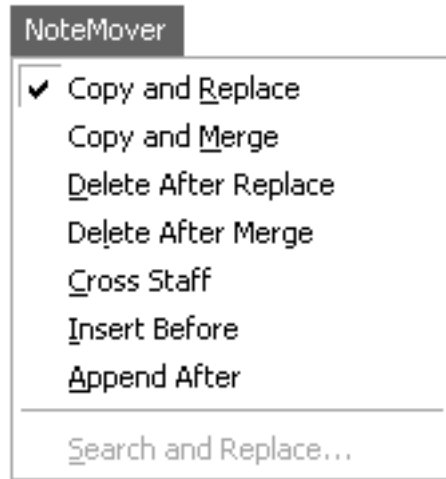 NoteMover
Copy and Replace
Copy and Merge
Delete After Replace
Delete After Merge
Cross Staff
Insert Before
Append After
Search and Replace...